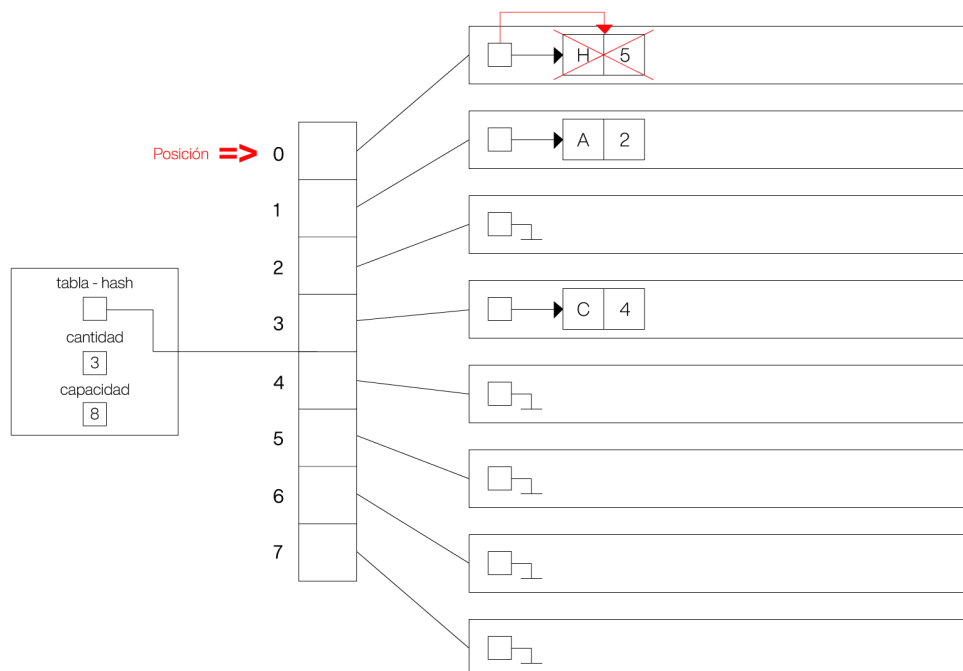 H 5
Posición => 0
A 2
1
2
tabla - hash
3
C 4
cantidad
3
capacidad
8
4
5
6
7